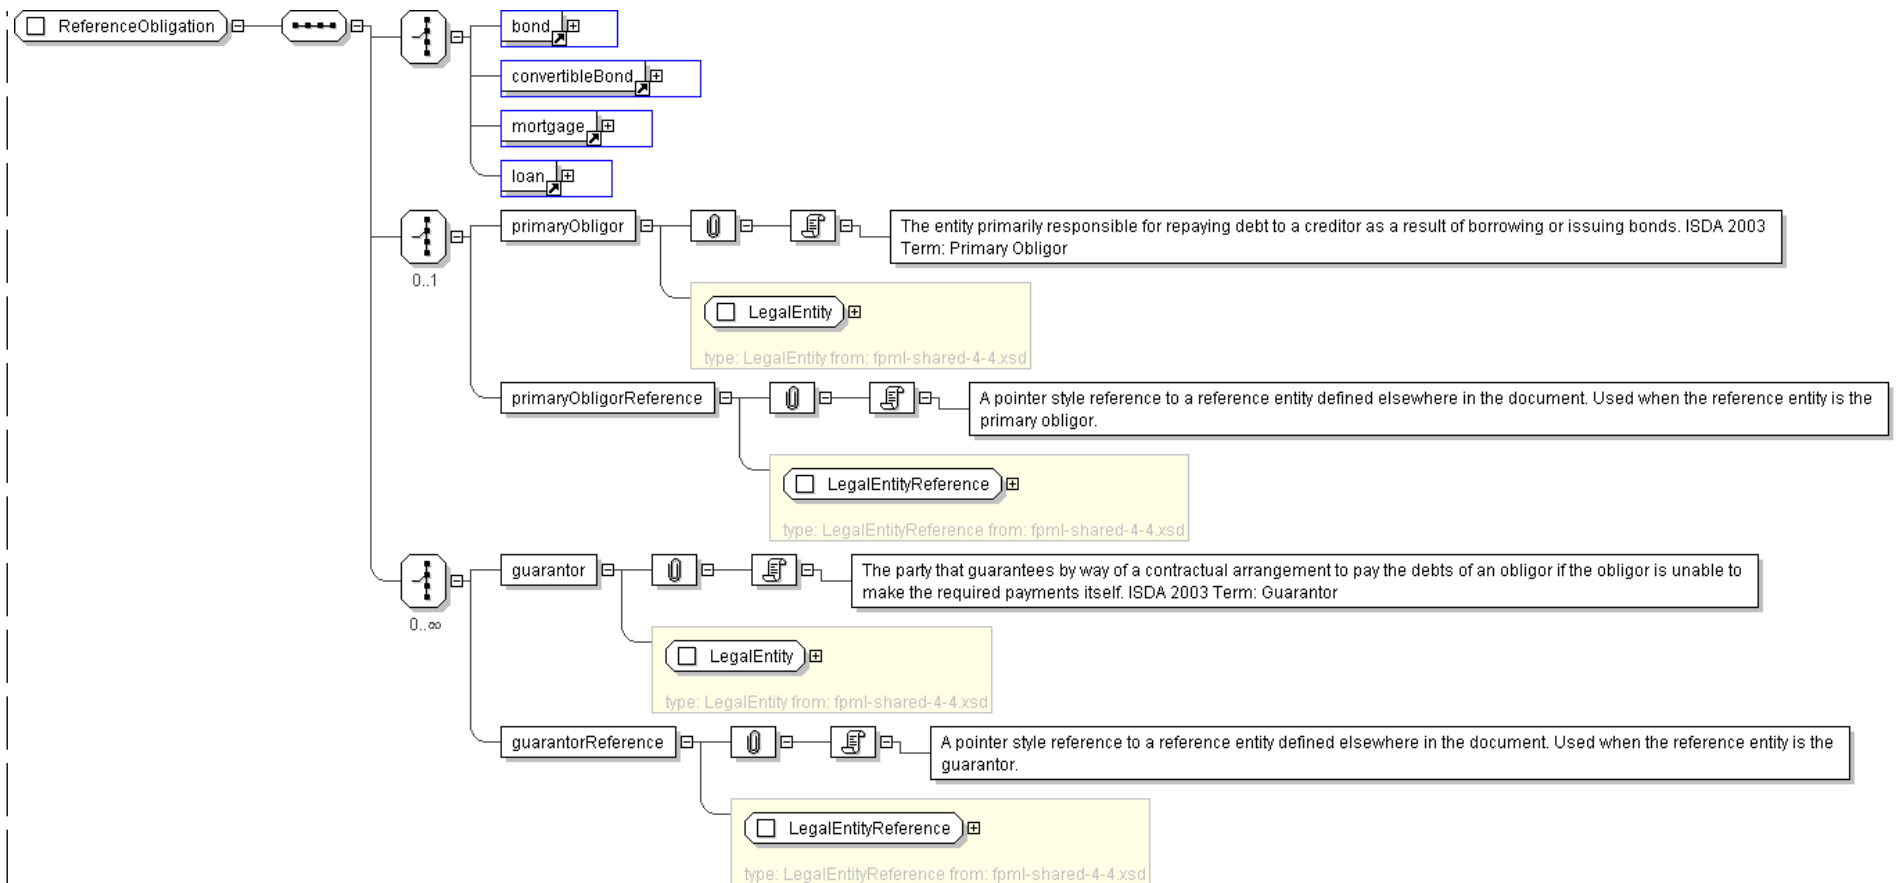 ReferenceObligation
bond
convertibleBond
mortgage
loan
primaryObligor
The entity primarily responsible for repaying debt to a creditor as a result of borrowing or issuing bonds. ISDA 2003
Term: Primary Obligor
0..1
LegalEntity
type: LegalEntity from: fpml-shared-4-4.xsd
primaryObligorReference
A pointer style reference to a reference entity defined elsewhere in the document. Used when the reference entity is the
primary obligor.
LegalEntityReference
type: LegalEntityReference from: fpml-shared-4-4.xsd
guarantor
The party that guarantees by way of a contractual arrangement to pay the debts of an obligor if the obligor is unable to
make the required payments itself. ISDA 2003 Term: Guarantor
0..∞
LegalEntity
type: LegalEntity from: fpml-shared-4-4.xsd
guarantorReference
A pointer style reference to a reference entity defined elsewhere in the document. Used when the reference entity is the
guarantor.
LegalEntityReference
type: LegalEntityReference from: fpml-shared-4-4.xsd